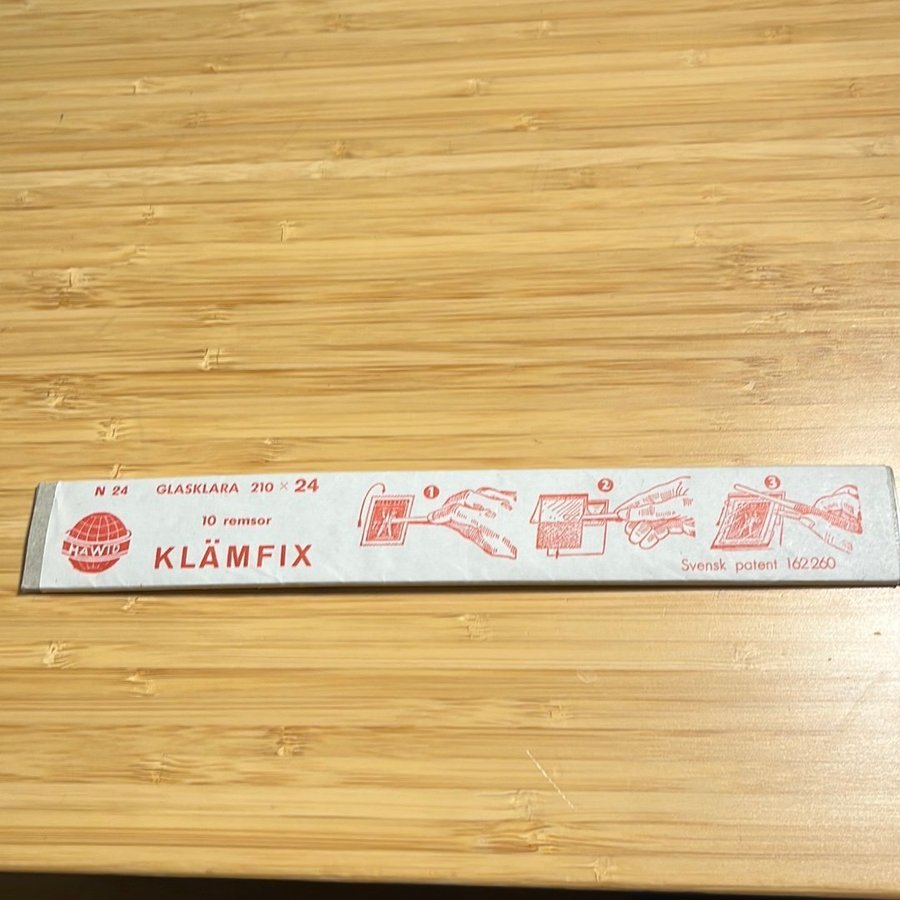 N 24 GLASKLARA 210 × 24
10 remsor
HAWID
KLÄMFIX
1
2
3
Svensk patent 162260